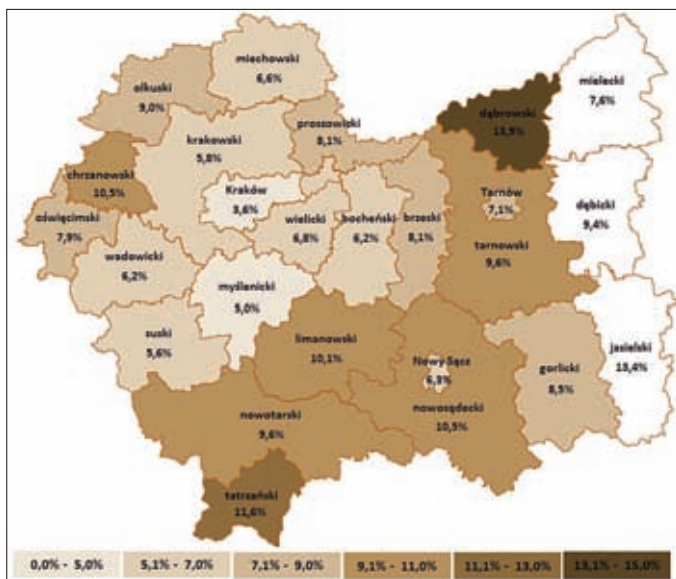 miechowski
6,6%
olkuski
9,0%
mielecki
7,6%
dąbrowski
13,9%
proszowicki
8,1%
krakowski
5,8%
chrzanowski
10,5%
Kraków
3,6%
Tarnów
7,1%
dębicki
9,4%
oświęcimski
7,9%
wielicki
6,8%
bocheński
6,2%
brzeski
8,1%
tarnowski
9,6%
wadowicki
6,2%
myślenicki
5,0%
suski
5,6%
limanowski
10,1%
Nowy Sącz
6,3%
gorlicki
8,5%
jasielski
13,4%
nowosądecki
10,5%
nowotarski
9,6%
tatrzański
11,6%
0,0% - 5,0%
5,1% - 7,0%
7,1% - 9,0%
9,1% - 11,0%
11,1% - 13,0%
13,1% - 15,0%